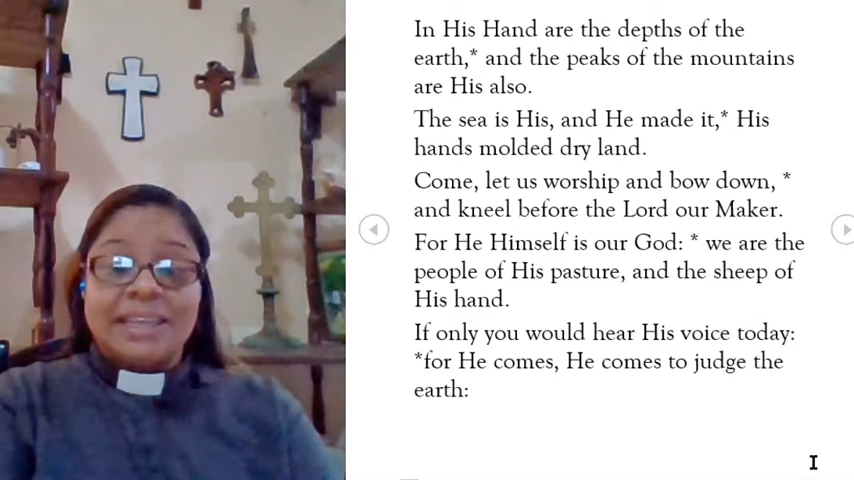 In His Hand are the depths of the
earth,* and the peaks of the mountains
are His also.
The sea is His, and He made it,* His
hands molded dry land.
Come, let us worship and bow down, *
and kneel before the Lord our Maker.
For He Himself is our God: * we are the
people of His pasture, and the sheep of
His hand.
If only you would hear His voice today:
*for He comes, He comes to judge the
earth: